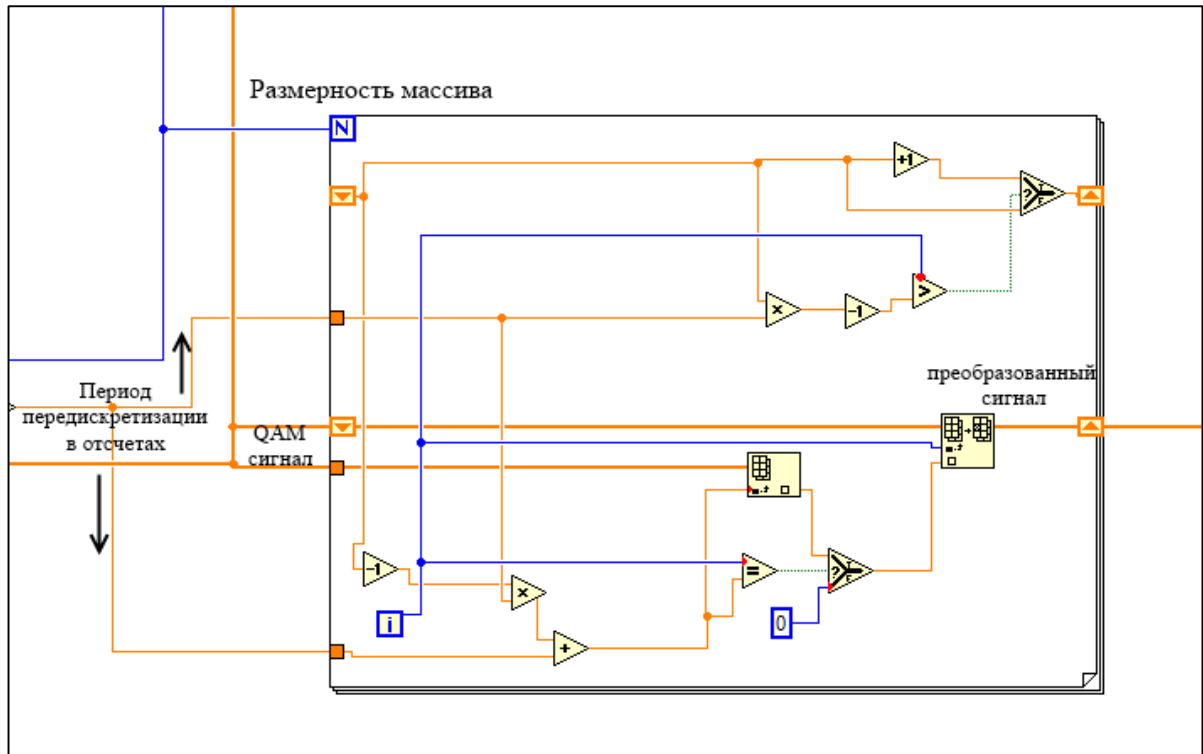 Размерность массива
N
+1
?
T
F
>
x
-1
Период
передискретизации
в отсчетах
преобразованный
сигнал
QAM
сигнал
-1
x
=
?
T
F
i
0
+